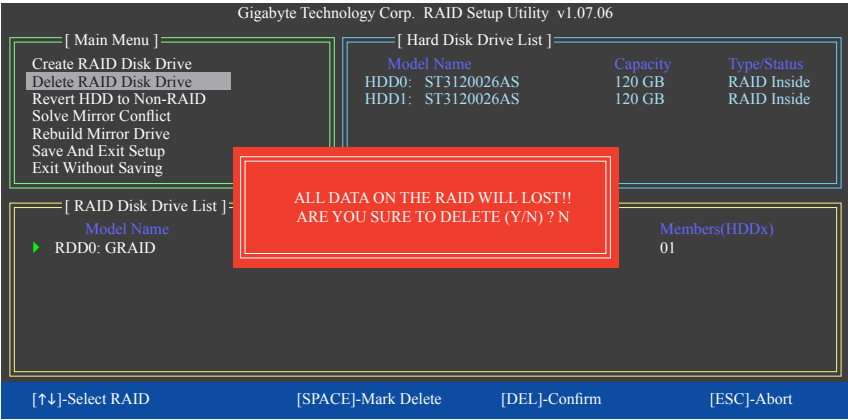 Gigabyte Technology Corp. RAID Setup Utility v1.07.06
[ Main Menu ]
Create RAID Disk Drive
Delete RAID Disk Drive
Revert HDD to Non-RAID
Solve Mirror Conflict
Rebuild Mirror Drive
Save And Exit Setup
Exit Without Saving
[ Hard Disk Drive List ]
Model Name Capacity Type/Status
HDD0: ST3120026AS 120 GB RAID Inside
HDD1: ST3120026AS 120 GB RAID Inside
ALL DATA ON THE RAID WILL LOST!!
ARE YOU SURE TO DELETE (Y/N) ? N
[ RAID Disk Drive List ]
Model Name Members(HDDx)
RDD0: GRAID 01
[↑↓]-Select RAID [SPACE]-Mark Delete [DEL]-Confirm [ESC]-Abort